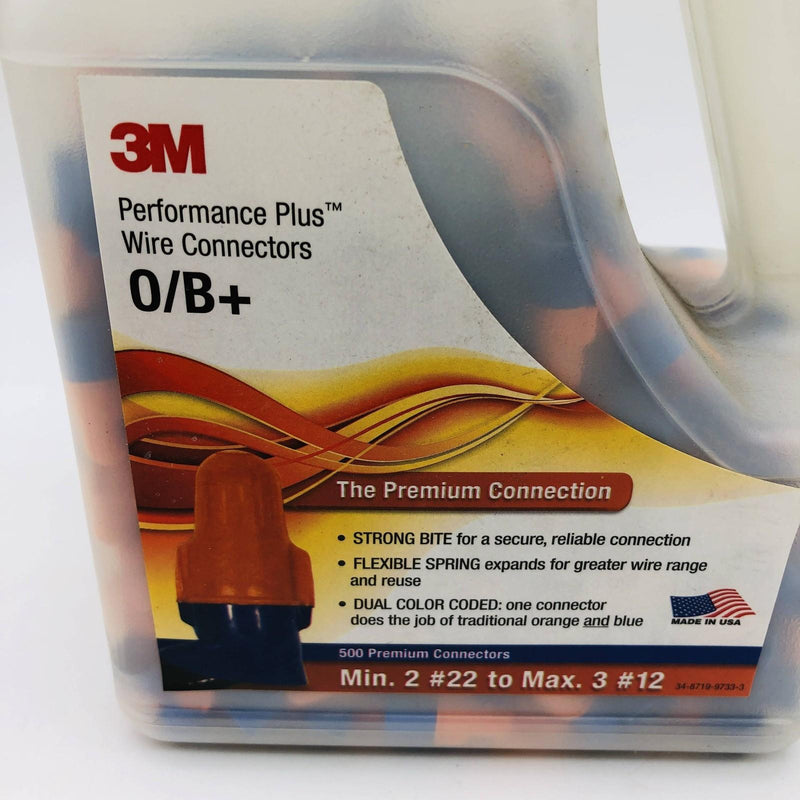 3M
Performance Plus™
Wire Connectors
O/B+
The Premium Connection
• STRONG BITE for a secure, reliable connection
• FLEXIBLE SPRING expands for greater wire range
and reuse
• DUAL COLOR CODED: one connector
does the job of traditional orange and blue
MADE IN USA
500 Premium Connectors
Min. 2 #22 to Max. 3 #12
34-8719-9733-3